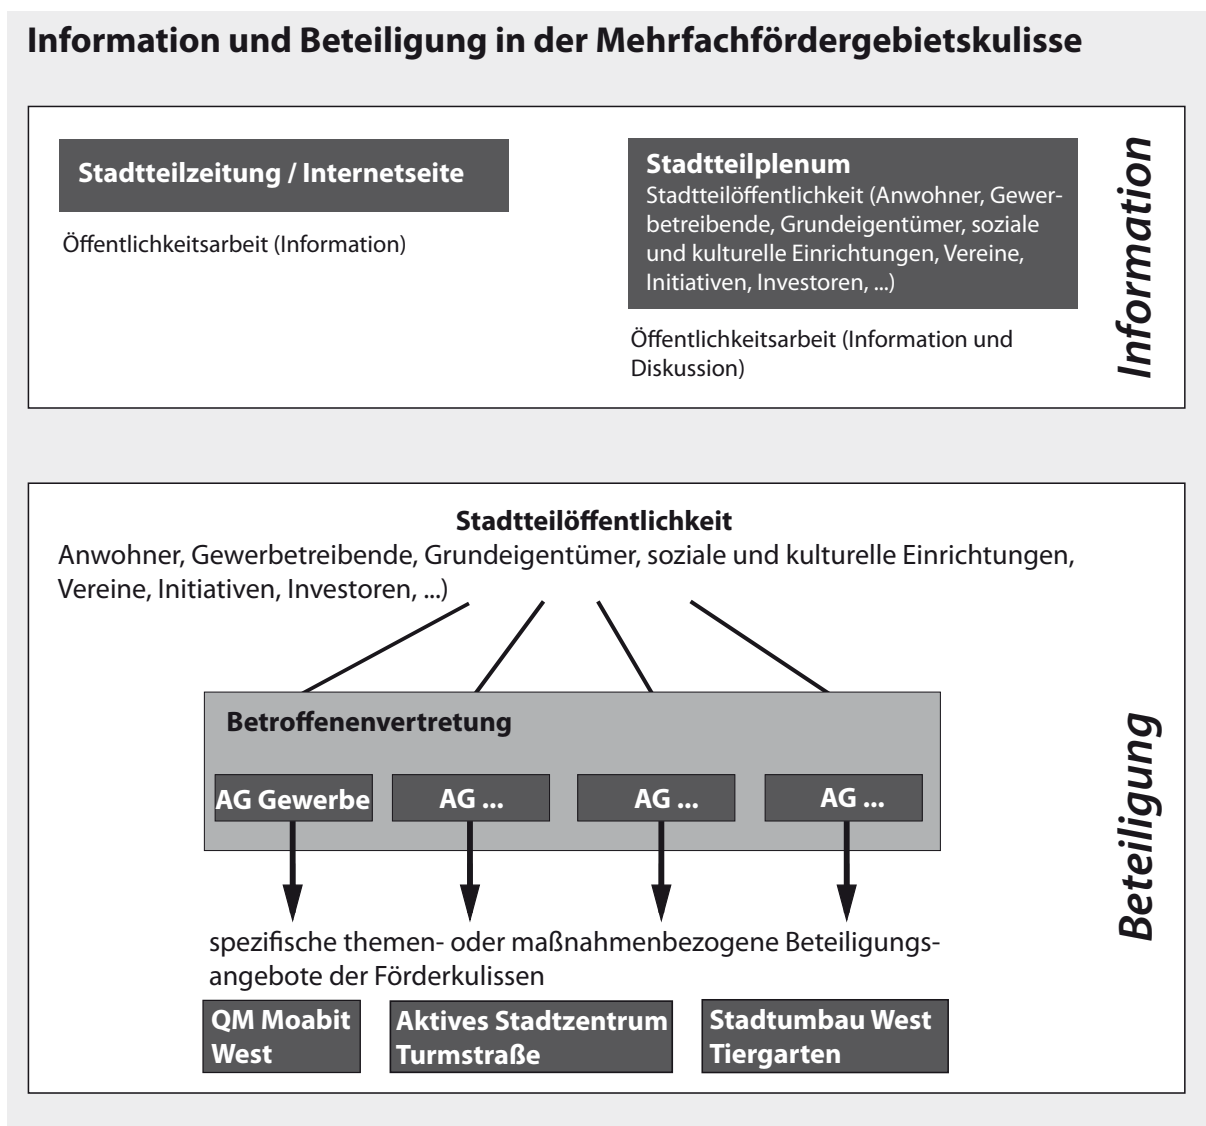 Information und Beteiligung in der Mehrfachfördergebietskulisse
Stadtteilzeitung / Internetseite
Öffentlichkeitsarbeit (Information)
Stadtteilplenum
Stadtteilöffentlichkeit (Anwohner, Gewer-
betreibende, Grundeigentümer, soziale
und kulturelle Einrichtungen, Vereine,
Initiativen, Investoren, ...)
Öffentlichkeitsarbeit (Information und
Diskussion)
Information
Stadtteilöffentlichkeit
Anwohner, Gewerbetreibende, Grundeigentümer, soziale und kulturelle Einrichtungen,
Vereine, Initiativen, Investoren, ...)
Betroffenenvertretung
AG Gewerbe
AG ...
AG ...
AG ...
spezifische themen- oder maßnahmenbezogene Beteiligungs-
angebote der Förderkulissen
QM Moabit
West
Aktives Stadtzentrum
Turmstraße
Stadtumbau West
Tiergarten
Beteiligung